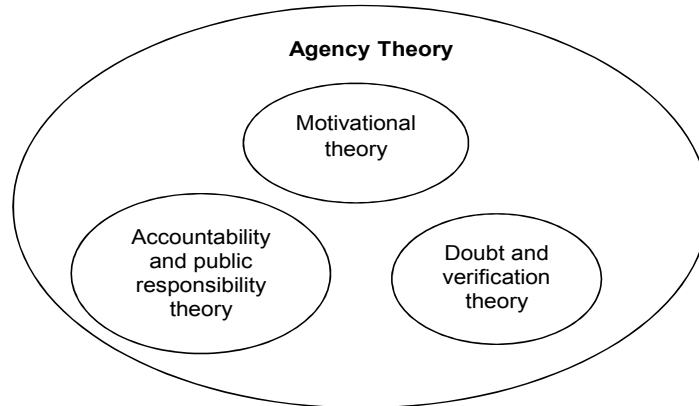 Agency Theory
Motivational
theory
Accountability
and public
responsibility
theory
Doubt and
verification
theory